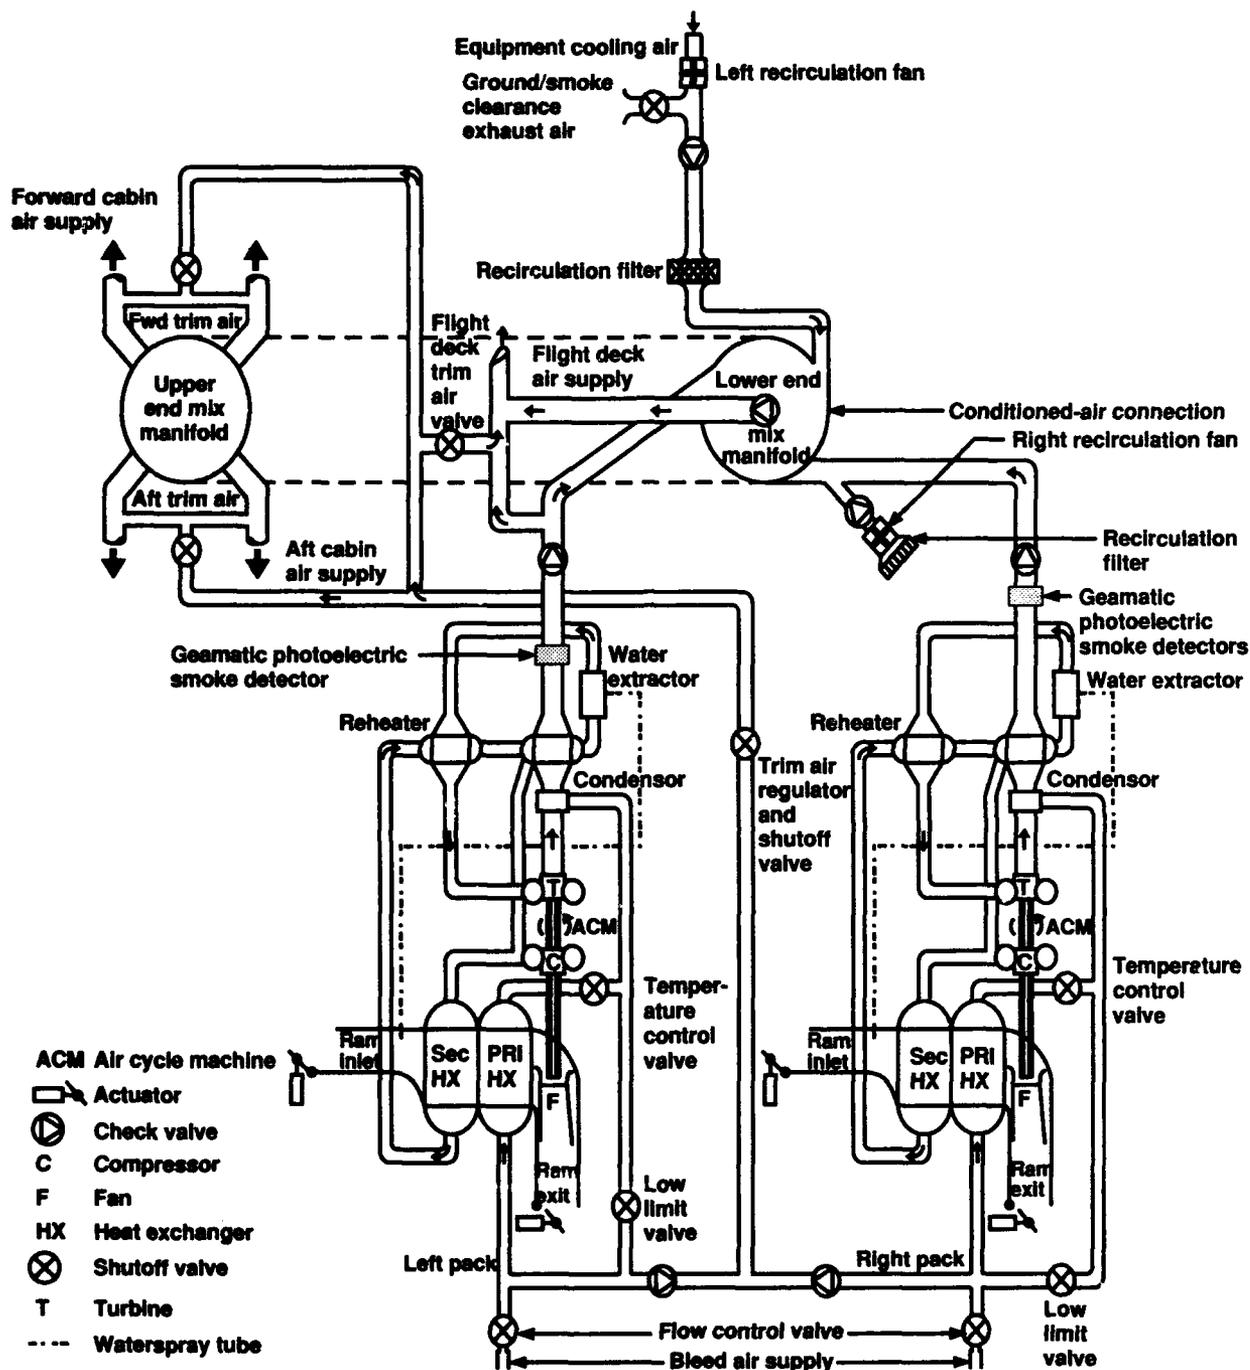 Equipment cooling air
Left recirculation fan
Ground/smoke
clearance
exhaust air
Forward cabin
air supply
Recirculation filter
Fwd trim air
Flight
deck
trim
air
valve
Flight deck
air supply
Lower end
mix
manifold
Upper
end mix
manifold
Conditioned-air connection
Right recirculation fan
Aft trim air
Aft cabin
air supply
Recirculation
filter
Geamatic
photoelectric
smoke detectors
Geamatic photoelectric
smoke detector
Water
extractor
Water extractor
Reheater
Reheater
Condensor
Condensor
Trim air
regulator
and
shutoff
valve
T
T
ACM
ACM
C
C
Temper-
ature
control
valve
Temperature
control
valve
Ram
inlet
Sec
HX
PRI
HX
F
Ram
inlet
Sec
HX
PRI
HX
F
Ram
exit
Ram
exit
Low
limit
valve
Left pack
Right pack
Low
limit
valve
Flow control valve
Bleed air supply
ACM Air cycle machine
Actuator
Check valve
C Compressor
F Fan
HX Heat exchanger
Shutoff valve
T Turbine
Waterspray tube